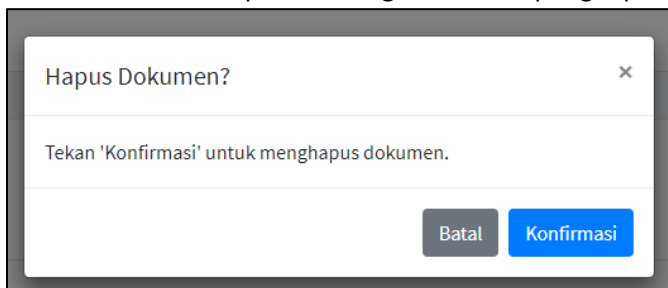 Hapus Dokumen?
×
Tekan 'Konfirmasi' untuk menghapus dokumen.
Batal
Konfirmasi